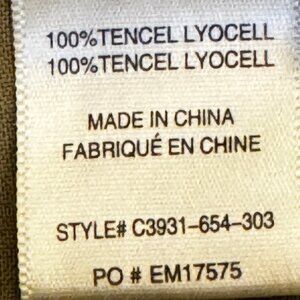 100%TENCEL LYOCELL
100%TENCEL LYOCELL
MADE IN CHINA
FABRIQUÉ EN CHINE
STYLE# C3931-654-303
PO # EM17575